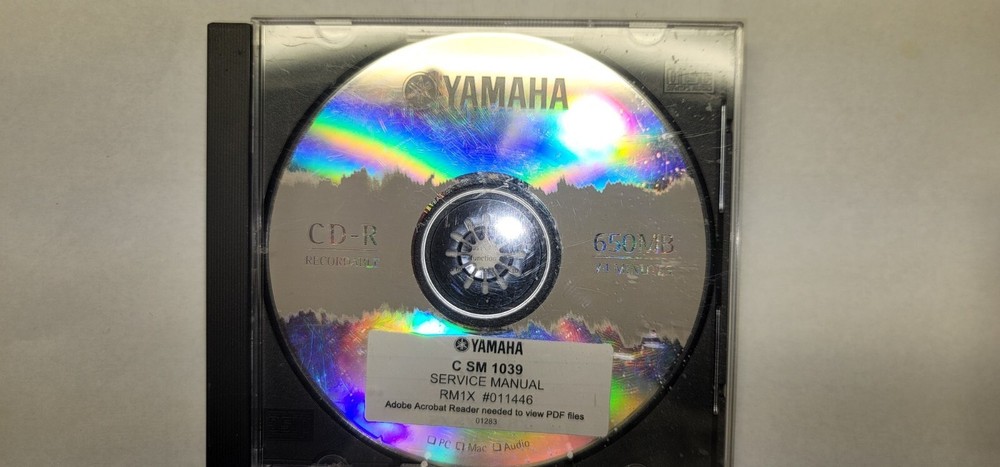 YAMAHA
CD-R
RECORDABLE
650MB
YAMAHA
C SM 1039
SERVICE MANUAL
RM1X #011446
Adobe Acrobat Reader needed to view PDF files
01283
PC Mac Audio